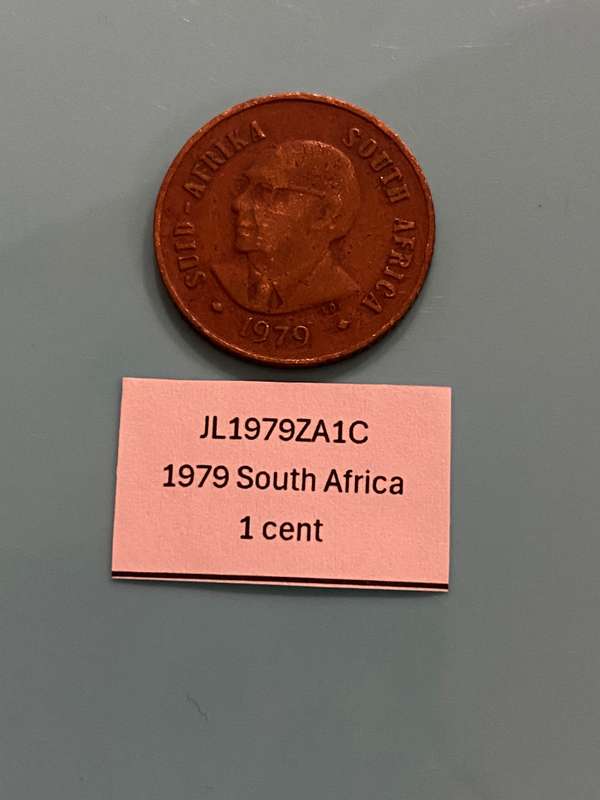 SUID-AFRIKA
SOUTH AFRICA
1979
JL1979ZA1C
1979 South Africa
1 cent